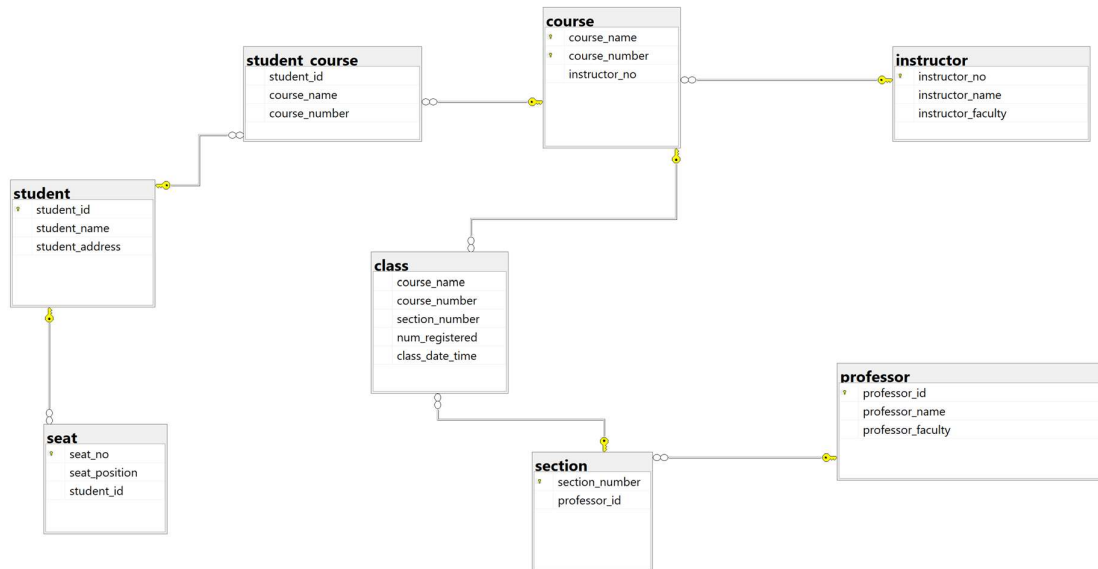 course
course_name
course_number
instructor_no
student_course
student_id
course_name
course_number
instructor
instructor_no
instructor_name
instructor_faculty
student
student_id
student_name
student_address
class
course_name
course_number
section_number
num_registered
class_date_time
professor
professor_id
professor_name
professor_faculty
seat
seat_no
seat_position
student_id
section
section_number
professor_id